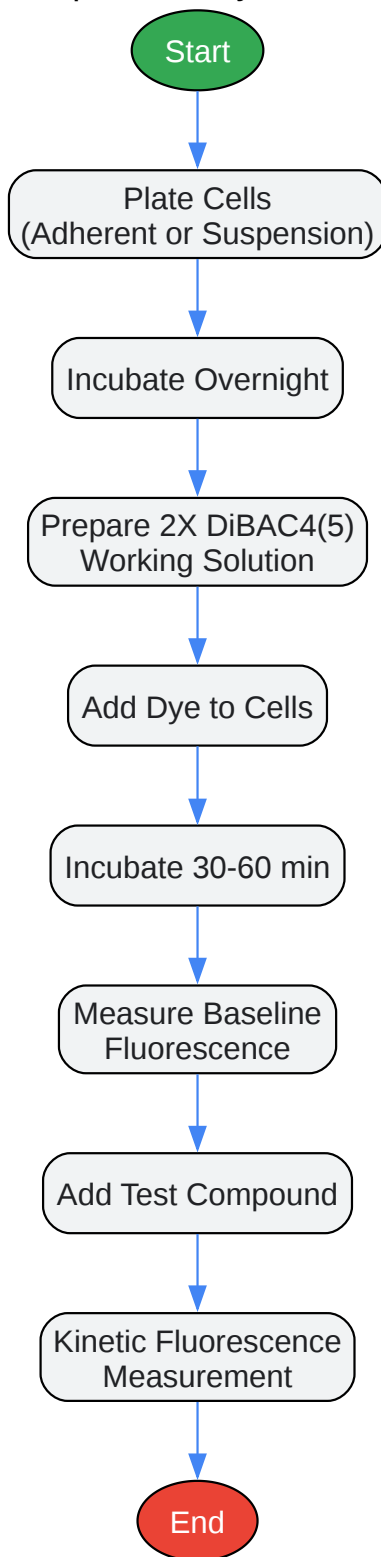 Start
Plate Cells
(Adherent or Suspension)
Incubate Overnight
Prepare 2X DiBAC4(5)
Working Solution
Add Dye to Cells
Incubate 30-60 min
Measure Baseline
Fluorescence
Add Test Compound
Kinetic Fluorescence
Measurement
End